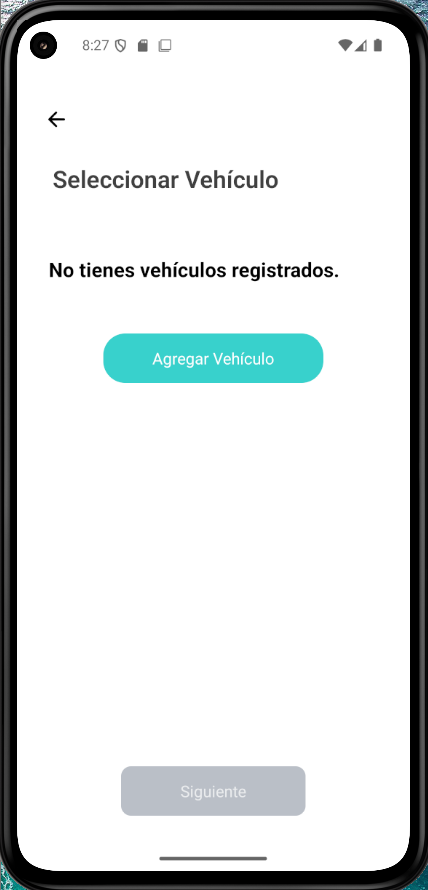 8:27
Seleccionar Vehículo
No tienes vehículos registrados.
Agregar Vehículo
Siguiente